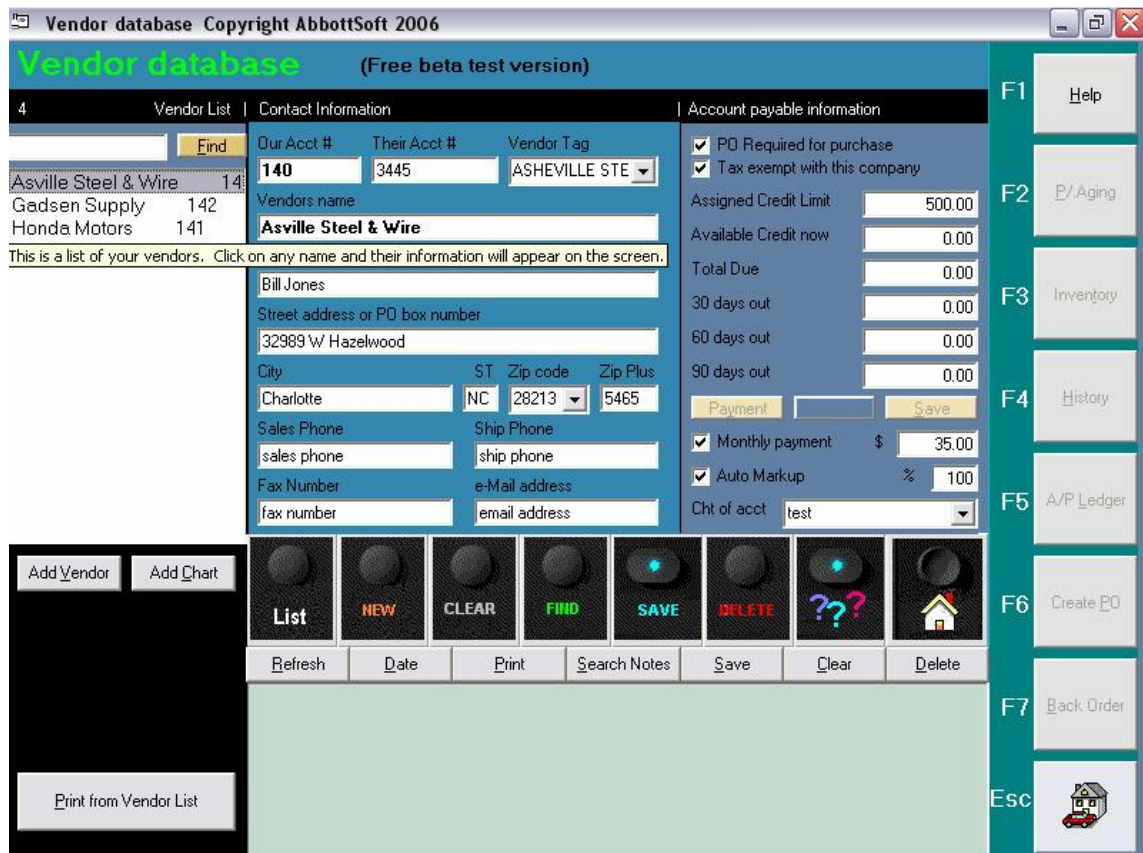 Vendor database Copyright AbbottSoft 2006
Vendor database (Free beta test version)
4 Vendor List | Contact Information | Account payable information
Find
Asville Steel & Wire 14
Gadsen Supply 142
Honda Motors 141
This is a list of your vendors. Click on any name and their information will appear on the screen.
Our Acct # Their Acct # Vendor Tag
140 3445 ASHEVILLE STE
Vendors name
Asville Steel & Wire
Bill Jones
Street address or PO box number
32989 W Hazelwood
City ST Zip code Zip Plus
Charlotte NC 28213 5465
Sales Phone Ship Phone
sales phone ship phone
Fax Number e-Mail address
fax number email address
PO Required for purchase
Tax exempt with this company
Assigned Credit Limit 500.00
Available Credit now 0.00
Total Due 0.00
30 days out 0.00
60 days out 0.00
90 days out 0.00
Payment Save
Monthly payment $ 35.00
Auto Markup % 100
Cht of acct test
Add Vendor Add Chart
List NEW CLEAR FIND SAVE DELETE ???
Refresh Date Print Search Notes Save Clear Delete
Print from Vendor List
F1 Help
F2 P/.Aging
F3 Inventory
F4 History
F5 A/P Ledger
F6 Create PO
F7 Back Order
Esc